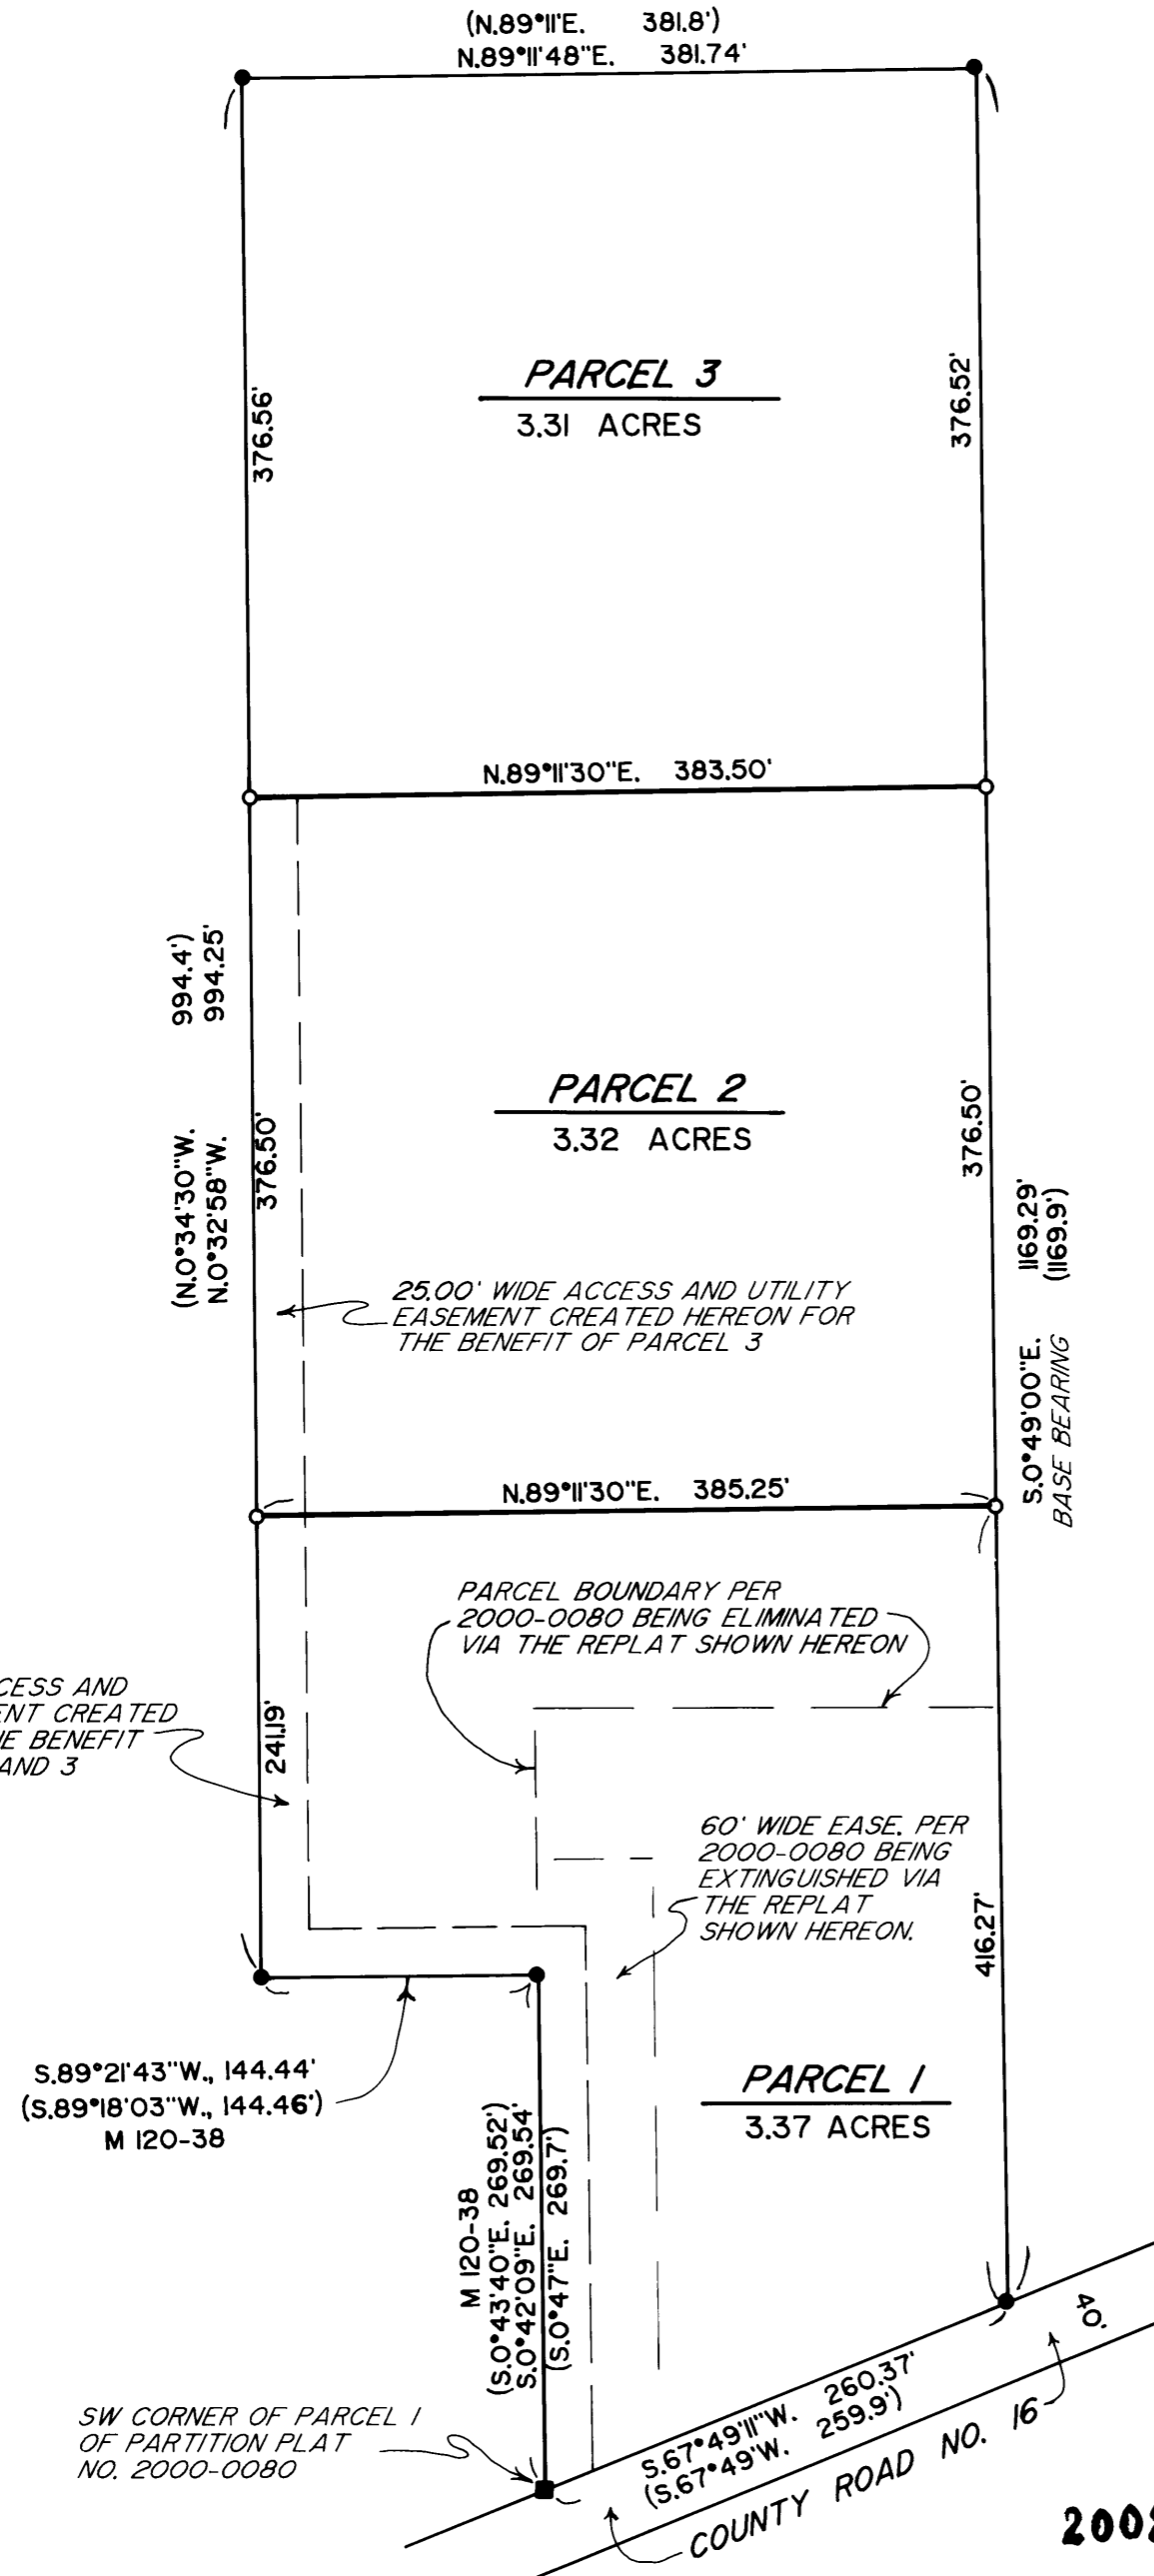 (N.89°11'E. 381.8')
N.89°11'48"E. 381.74'
376.56'
PARCEL 3
3.31 ACRES
376.52'
N.89°11'30"E. 383.50'
(N.0°34'30"W. 994.4')
N.0°32'58"W. 994.25'
376.50'
PARCEL 2
3.32 ACRES
376.50'
S.0°49'00"E. 1169.29'
(1169.9')
BASE BEARING
25.00' WIDE ACCESS AND UTILITY
EASEMENT CREATED HEREON FOR
THE BENEFIT OF PARCEL 3
N.89°11'30"E. 385.25'
PARCEL BOUNDARY PER
2000-0080 BEING ELIMINATED
VIA THE REPLAT SHOWN HEREON
CESS AND
ENT CREATED
E BENEFIT
AND 3
241.19'
60' WIDE EASE. PER
2000-0080 BEING
EXTINGUISHED VIA
THE REPLAT
SHOWN HEREON.
416.27'
S.89°21'43"W., 144.44'
(S.89°18'03"W., 144.46')
M 120-38
PARCEL 1
3.37 ACRES
M 120-38
(S.0°43'40"E. 269.52')
S.0°42'09"E. 269.54'
(S.0°47"E. 269.7')
SW CORNER OF PARCEL 1
OF PARTITION PLAT
NO. 2000-0080
S.67°49'11"W. 260.37'
(S.67°49'W. 259.9')
COUNTY ROAD NO. 16
40'
200